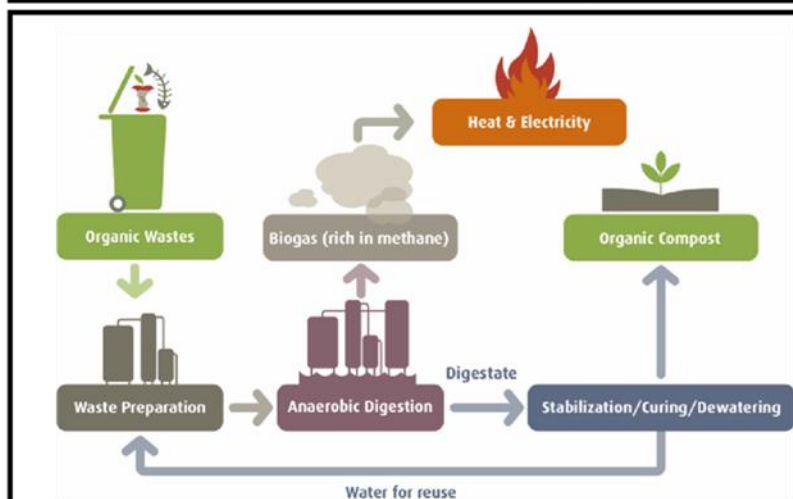 Heat & Electricity
Organic Wastes
Biogas (rich in methane)
Organic Compost
Digestate
Waste Preparation
Anaerobic Digestion
Stabilization/Curing/Dewatering
Water for reuse